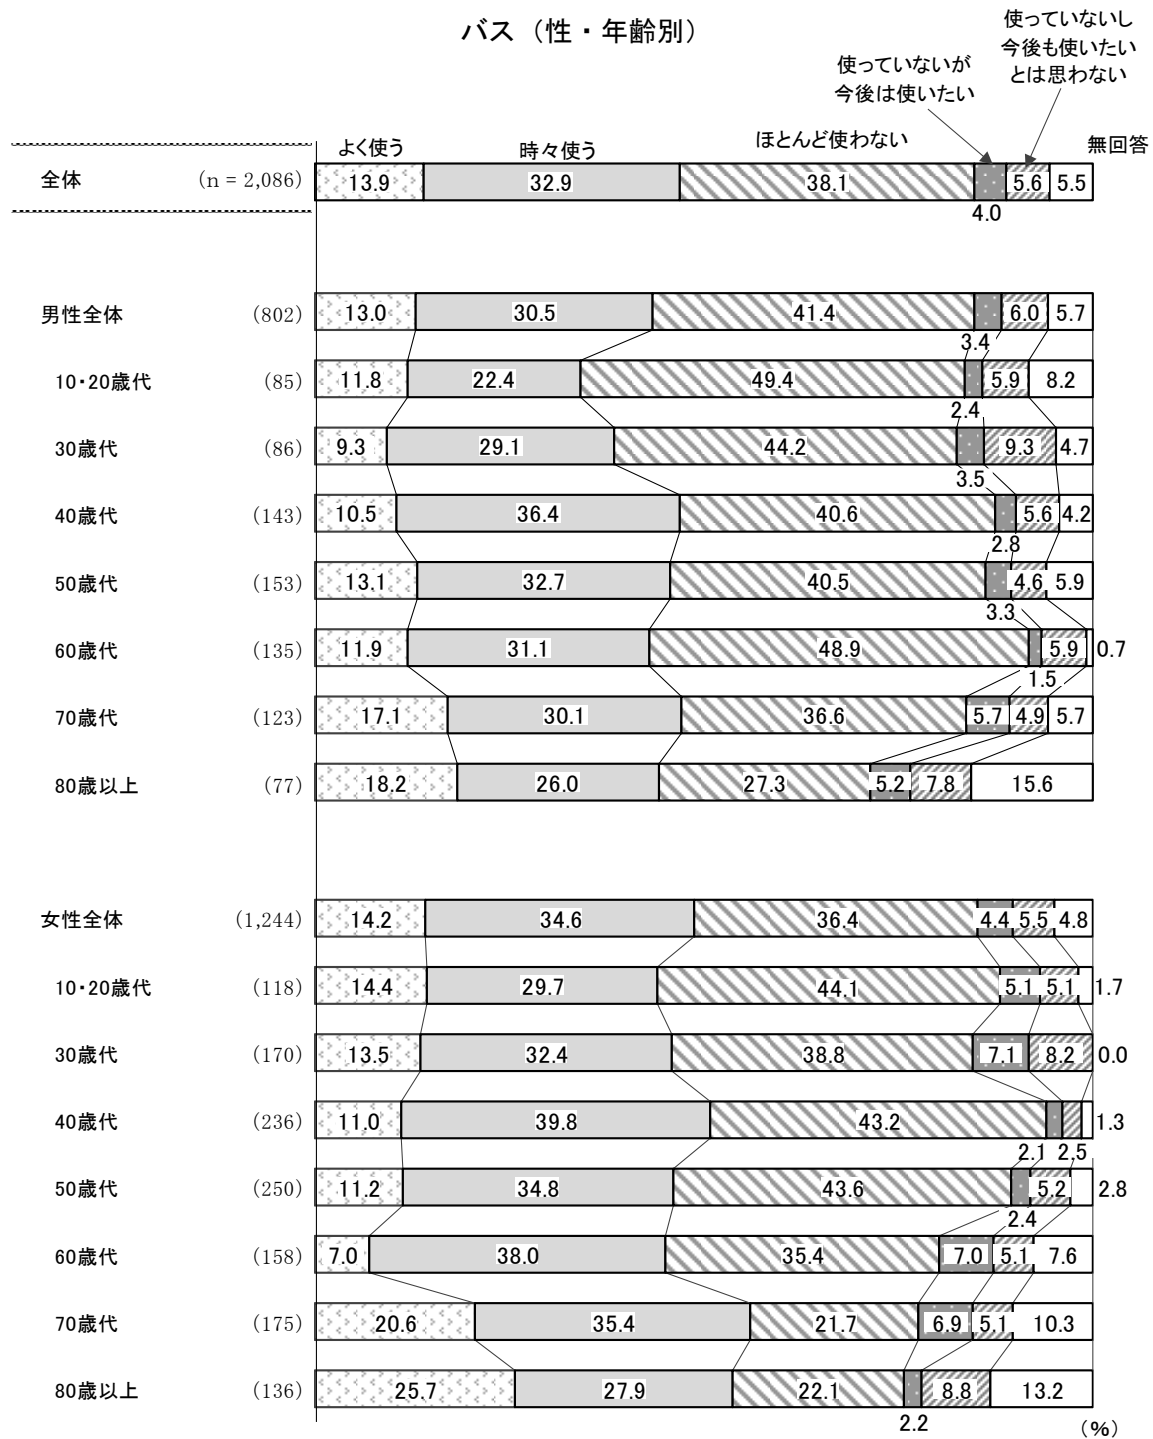 バス（性・年齢別）
使っていないし
今後も使いたい
とは思わない
使っていないが
今後は使いたい
よく使う 時々使う ほとんど使わない 無回答
全体 (n = 2,086) 13.9 32.9 38.1 5.6 5.5
4.0
男性全体 (802) 13.0 30.5 41.4 6.0 5.7
3.4
10・20歳代 (85) 11.8 22.4 49.4 5.9 8.2
2.4
30歳代 (86) 9.3 29.1 44.2 9.3 4.7
3.5
40歳代 (143) 10.5 36.4 40.6 5.6 4.2
2.8
50歳代 (153) 13.1 32.7 40.5 4.6 5.9
3.3
60歳代 (135) 11.9 31.1 48.9 5.9 0.7
1.5
70歳代 (123) 17.1 30.1 36.6 5.7 4.9 5.7
80歳以上 (77) 18.2 26.0 27.3 5.2 7.8 15.6
女性全体 (1,244) 14.2 34.6 36.4 4.4 5.5 4.8
10・20歳代 (118) 14.4 29.7 44.1 5.1 5.1 1.7
30歳代 (170) 13.5 32.4 38.8 7.1 8.2 0.0
40歳代 (236) 11.0 39.8 43.2 1.3
2.1 2.5
50歳代 (250) 11.2 34.8 43.6 5.2 2.8
2.4
60歳代 (158) 7.0 38.0 35.4 7.0 5.1 7.6
70歳代 (175) 20.6 35.4 21.7 6.9 5.1 10.3
80歳以上 (136) 25.7 27.9 22.1 8.8 13.2
2.2
(%)